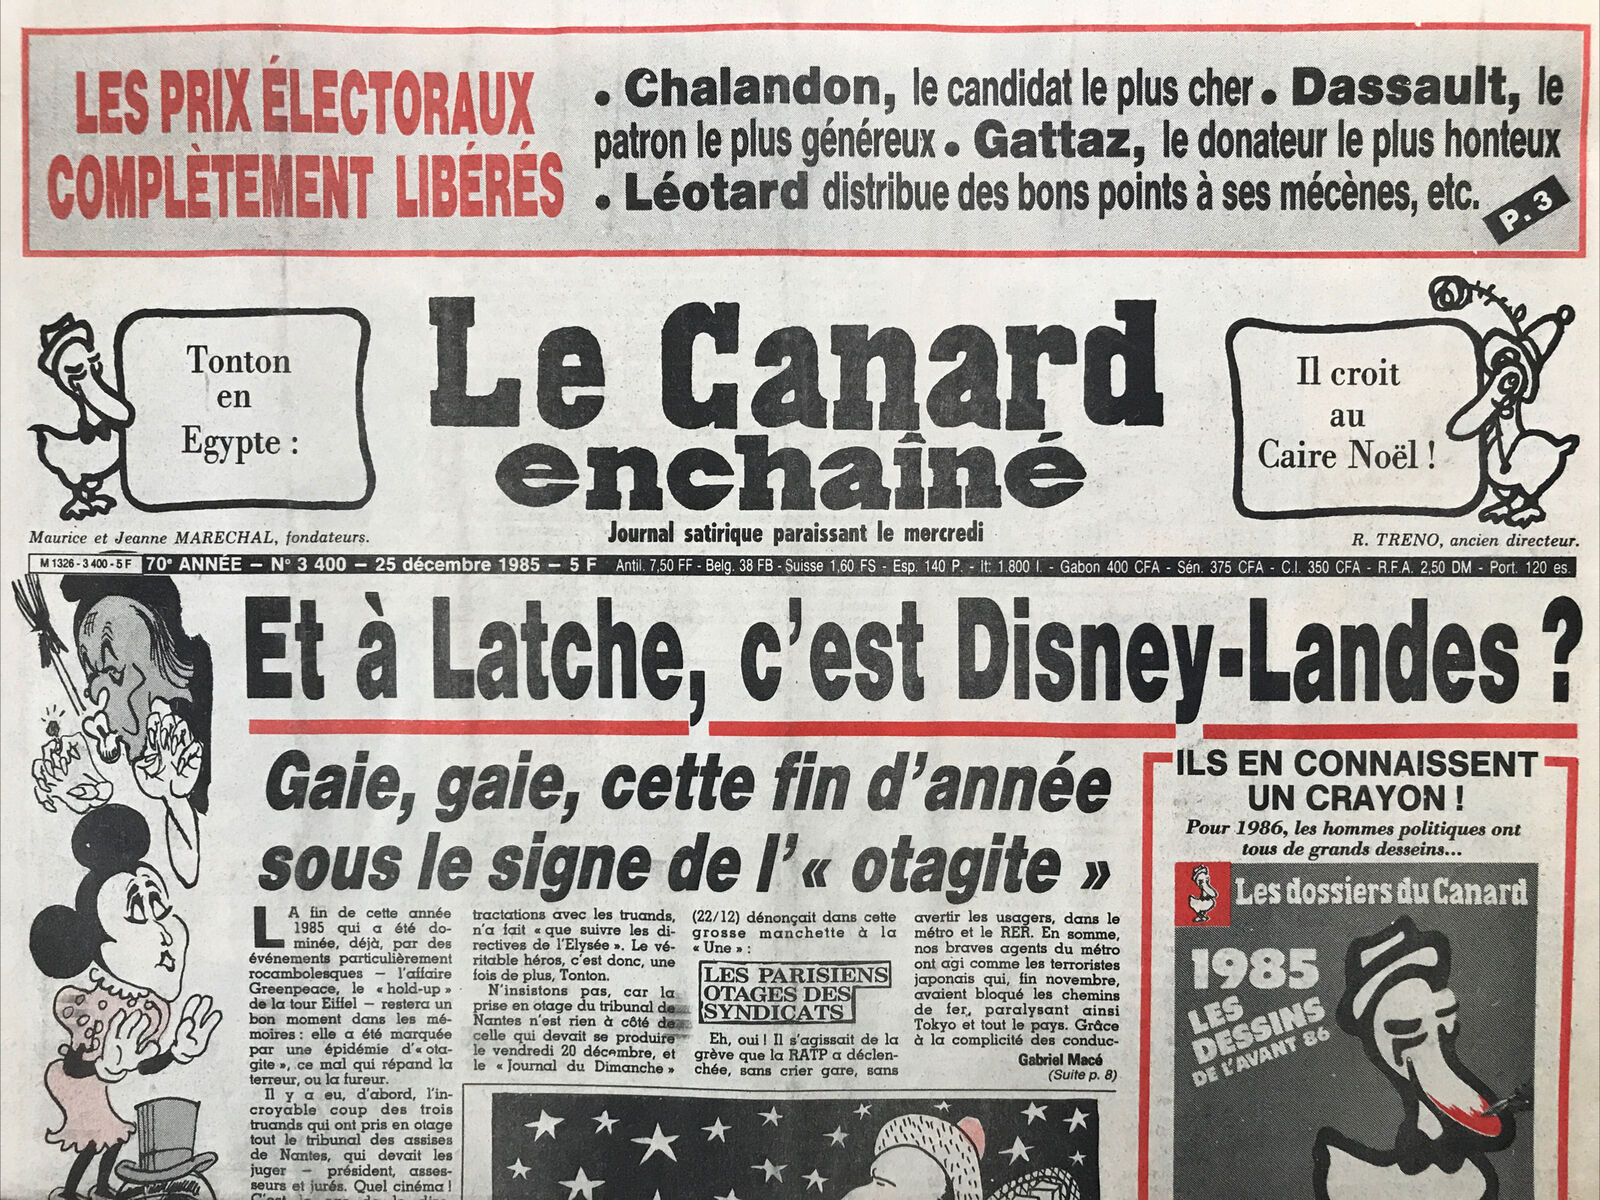 LES PRIX ÉLECTORAUX
COMPLÈTEMENT LIBÉRÉS
• Chalandon, le candidat le plus cher • Dassault, le
patron le plus généreux • Gattaz, le donateur le plus honteux
• Léotard distribue des bons points à ses mécènes, etc.
P. 3
Tonton
en
Egypte :
Le Canard
enchaîné
Journal satirique paraissant le mercredi
Il croit
au
Caire Noël !
Maurice et Jeanne MARECHAL, fondateurs.
R. TRENO, ancien directeur.
M 1326 - 3 400 - 5 F
70e ANNÉE – N° 3 400 – 25 décembre 1985 – 5 F Antil. 7,50 FF - Belg. 38 FB - Suisse 1,60 FS - Esp. 140 P. - It: 1.800 l. - Gabon 400 CFA - Sén. 375 CFA - C.I. 350 CFA - R.F.A. 2,50 DM - Port. 120 es.
Et à Latche, c'est Disney-Landes ?
Gaie, gaie, cette fin d'année
sous le signe de l'« otagite »
LA fin de cette année
1985 qui a été do-
minée, déjà, par des
événements particulièrement
rocambolesques – l'affaire
Greenpeace, le « hold-up »
de la tour Eiffel – restera un
bon moment dans les mé-
moires : elle a été marquée
par une épidémie d'« ota-
gite », ce mal qui répand la
terreur, ou la fureur.
Il y a eu, d'abord, l'in-
croyable coup des trois
truands qui ont pris en otage
tout le tribunal des assises
de Nantes, qui devait les
juger – président, asses-
seurs et jurés. Quel cinéma !
tractations avec les truands,
n'a fait « que suivre les di-
rectives de l'Elysée ». Le vé-
ritable héros, c'est donc, une
fois de plus, Tonton.
N'insistons pas, car la
prise en otage du tribunal de
Nantes n'est rien à côté de
celle qui devait se produire
le vendredi 20 décembre, et
le « Journal du Dimanche »
(22/12) dénonçait dans cette
grosse manchette à la
« Une » :
LES PARISIENS
OTAGES DES
SYNDICATS
Eh, oui ! Il s'agissait de la
grève que la RATP a déclen-
chée, sans crier gare, sans
avertir les usagers, dans le
métro et le RER. En somme,
nos braves agents du métro
ont agi comme les terroristes
japonais qui, fin novembre,
avaient bloqué les chemins
de fer, paralysant ainsi
Tokyo et tout le pays. Grâce
à la complicité des conduc-
Gabriel Macé
(Suite p. 8)
ILS EN CONNAISSENT
UN CRAYON !
Pour 1986, les hommes politiques ont
tous de grands desseins...
Les dossiers du Canard
1985
LES
DESSINS
DE L'AVANT 86